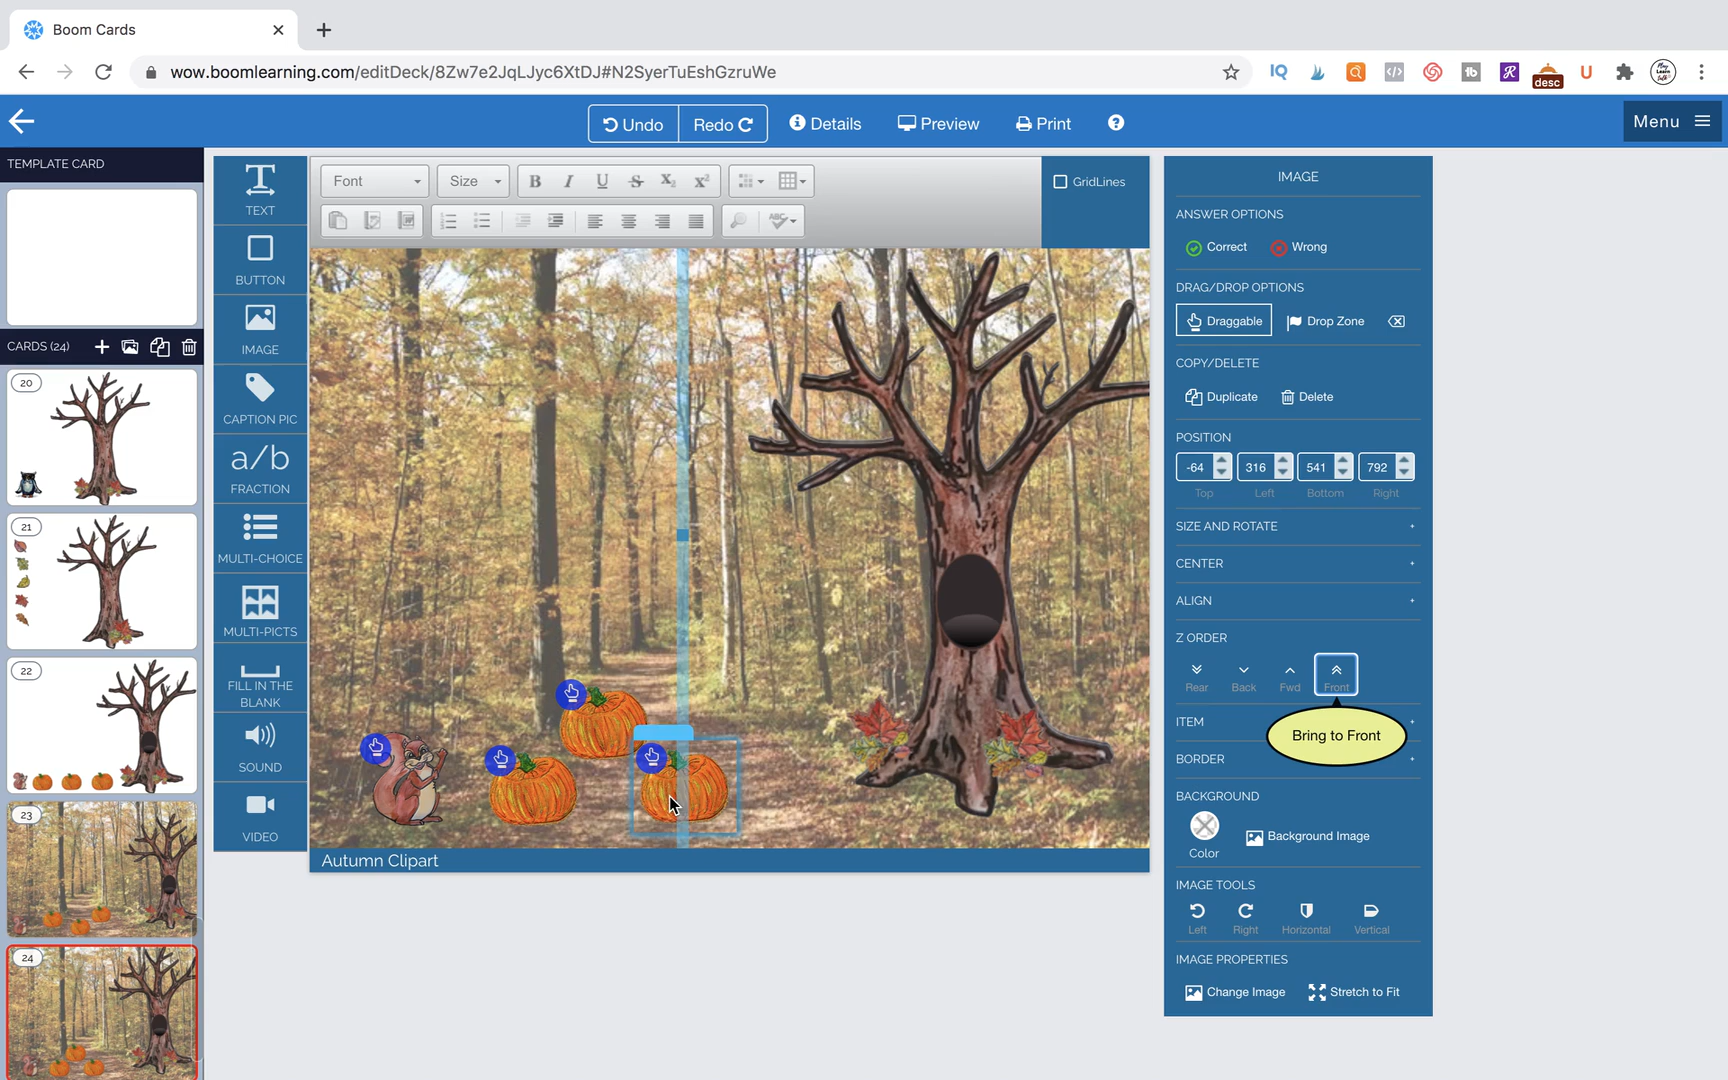 Boom Cards
wow.boomlearning.com/editDeck/8Zw7e2JqLJyc6XtDJ#N2SyerTuEshGzruWe
IQ
tb
R
desc
U
Undo
Redo
Details
Preview
Print
?
Menu
TEMPLATE CARD
CARDS (24)
20
21
22
23
24
T
TEXT
BUTTON
IMAGE
CAPTION PIC
a/b
FRACTION
MULTI-CHOICE
MULTI-PICTS
FILL IN THE
BLANK
SOUND
VIDEO
Font
Size
B I U S X₂ X²
ABC
GridLines
Autumn Clipart
IMAGE
ANSWER OPTIONS
Correct
Wrong
DRAG/DROP OPTIONS
Draggable
Drop Zone
COPY/DELETE
Duplicate
Delete
POSITION
-64 316 541 792
Top Left Bottom Right
SIZE AND ROTATE +
CENTER +
ALIGN +
Z ORDER
Rear Back Fwd Front
ITEM +
Bring to Front
BORDER +
BACKGROUND
Color
Background Image
IMAGE TOOLS
Left Right Horizontal Vertical
IMAGE PROPERTIES
Change Image
Stretch to Fit